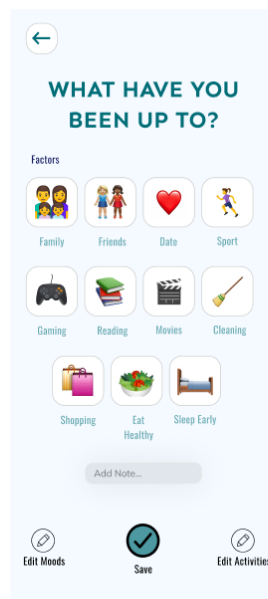 WHAT HAVE YOU
BEEN UP TO?
Factors
Family Friends Date Sport
Gaming Reading Movies Cleaning
Shopping Eat Healthy Sleep Early
Add Note...
Edit Moods Save Edit Activities